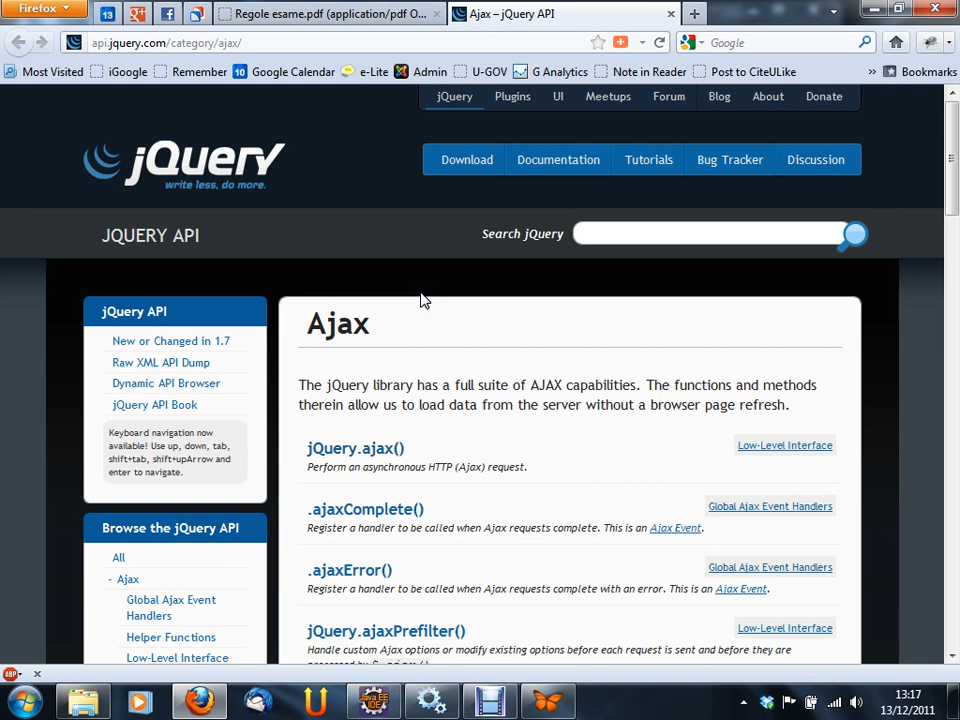 Firefox
13
Regole esame.pdf (application/pdf O...
Ajax – jQuery API
api.jquery.com/category/ajax/
Google
Most Visited
iGoogle
Remember
10
Google Calendar
e-Lite
Admin
U-GOV
G Analytics
Note in Reader
Post to CiteULike
»
Bookmarks
jQuery
Plugins
UI
Meetups
Forum
Blog
About
Donate
jQuery
write less, do more.
Download
Documentation
Tutorials
Bug Tracker
Discussion
JQUERY API
Search jQuery
jQuery API
New or Changed in 1.7
Raw XML API Dump
Dynamic API Browser
jQuery API Book
Keyboard navigation now
available! Use up, down, tab,
shift+tab, shift+upArrow and
enter to navigate.
Browse the jQuery API
All
- Ajax
Global Ajax Event
Handlers
Helper Functions
Low-Level Interface
Ajax
The jQuery library has a full suite of AJAX capabilities. The functions and methods
therein allow us to load data from the server without a browser page refresh.
jQuery.ajax()
Low-Level Interface
Perform an asynchronous HTTP (Ajax) request.
.ajaxComplete()
Global Ajax Event Handlers
Register a handler to be called when Ajax requests complete. This is an Ajax Event.
.ajaxError()
Global Ajax Event Handlers
Register a handler to be called when Ajax requests complete with an error. This is an Ajax Event.
jQuery.ajaxPrefilter()
Low-Level Interface
Handle custom Ajax options or modify existing options before each request is sent and before they are
ABP
Java EE
IDE
13:17
13/12/2011